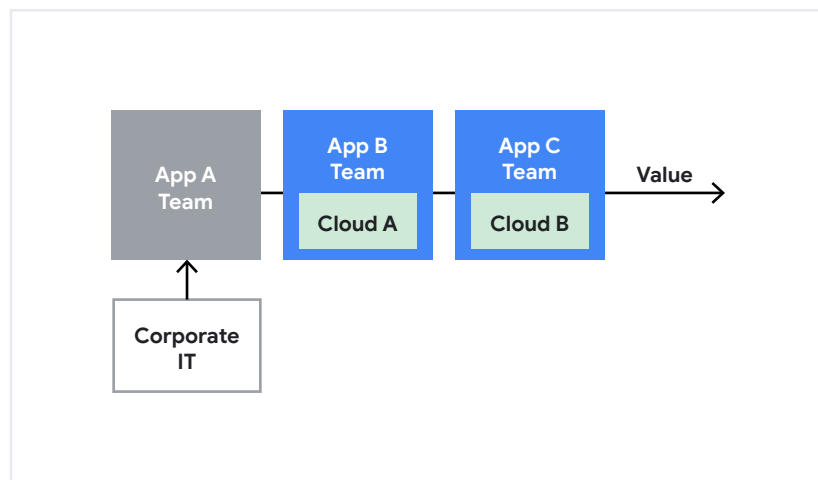 App A
Team
App B
Team
Cloud A
App C
Team
Cloud B
Value
Corporate
IT